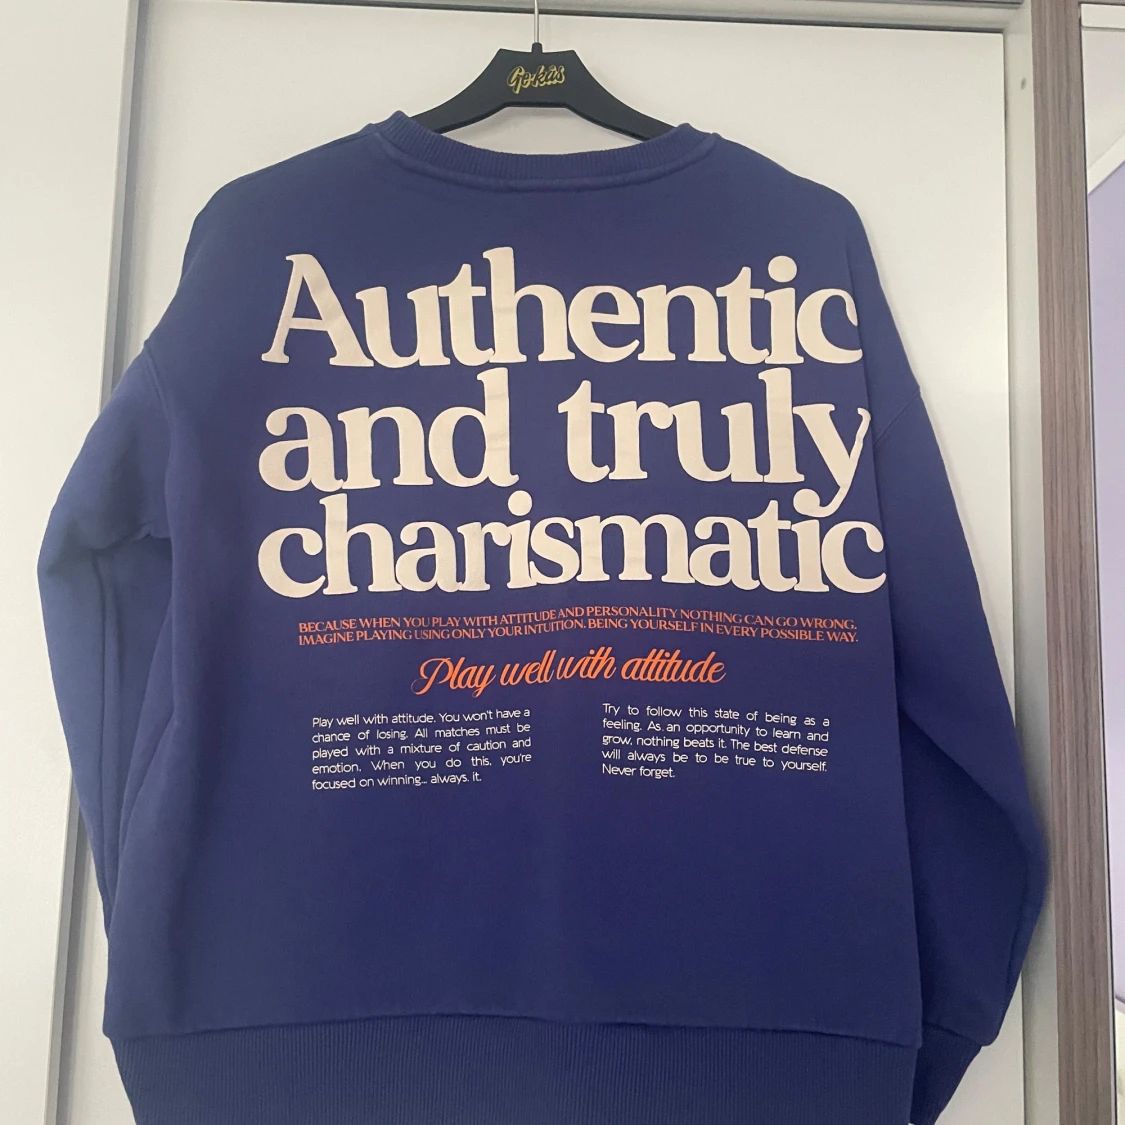 Gekås
Authentic
and truly
charismatic
BECAUSE WHEN YOU PLAY WITH ATTITUDE AND PERSONALITY NOTHING CAN GO WRONG.
IMAGINE PLAYING USING ONLY YOUR INTUITION. BEING YOURSELF IN EVERY POSSIBLE WAY.
Play well with attitude
Play well with attitude. You won't have a
chance of losing. All matches must be
played with a mixture of caution and
emotion. When you do this, you're
focused on winning... always. it.
Try to follow this state of being as a
feeling. As. an opportunity to learn and
grow, nothing beats it. The best defense
will always be to be true to yourself.
Never forget.